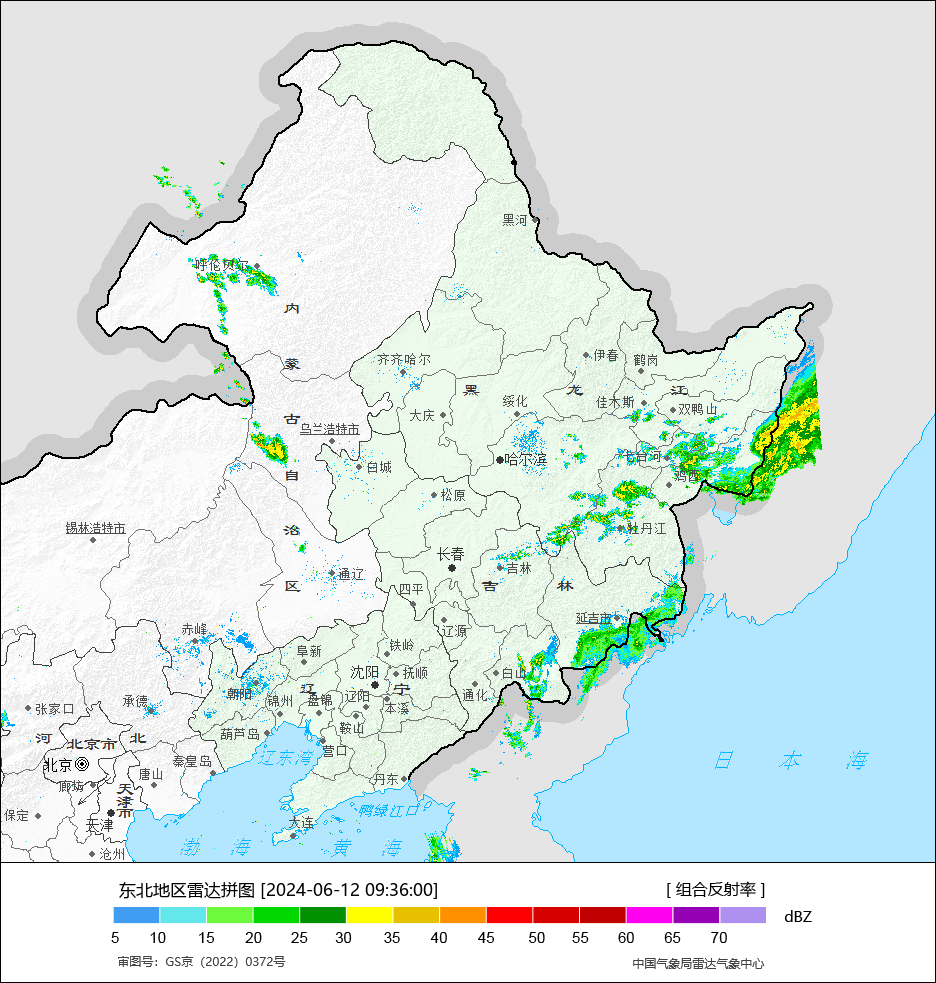 黑河
呼伦贝尔
内
蒙
古
自
治
区
齐齐哈尔
黑
龙
江
伊春
鹤岗
佳木斯
双鸭山
绥化
大庆
乌兰浩特市
哈尔滨
七台河
鸡西
白城
松原
锡林浩特市
牡丹江
长春
吉林
吉
林
通辽
四平
延吉市
辽源
赤峰
阜新
铁岭
沈阳
抚顺
白山
通化
辽
宁
朝阳
锦州
盘锦
辽阳
本溪
鞍山
张家口
承德
葫芦岛
营口
河
北
北京市
北京
秦皇岛
辽东湾
唐山
廊坊
天
津
市
天津
丹东
鸭绿江口
保定
大连
沧州
渤海
黄海
日本海
东北地区雷达拼图 [2024-06-12 09:36:00]
[ 组合反射率 ]
dBZ
5 10 15 20 25 30 35 40 45 50 55 60 65 70
审图号：GS京（2022）0372号
中国气象局雷达气象中心